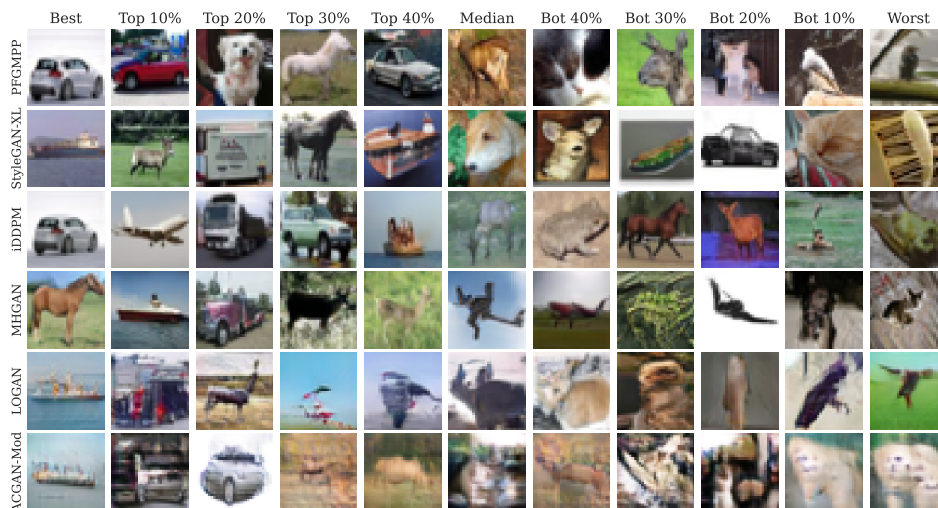 Best Top 10% Top 20% Top 30% Top 40% Median Bot 40% Bot 30% Bot 20% Bot 10% Worst
PFGMPP
StyleGAN-XL
iDDPM
MHGAN
LOGAN
ACGAN-Mod